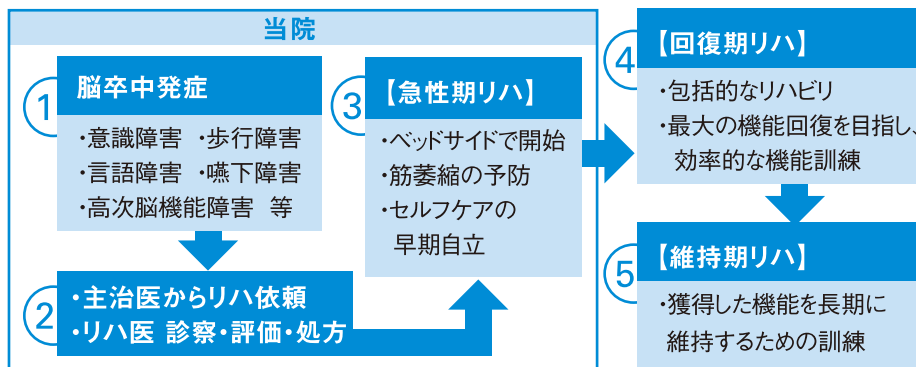 当院
①
脳卒中発症
・意識障害 ・歩行障害
・言語障害 ・嚥下障害
・高次脳機能障害 等
②
・主治医からリハ依頼
・リハ医 診察・評価・処方
③
【急性期リハ】
・ベッドサイドで開始
・筋萎縮の予防
・セルフケアの
早期自立
④
【回復期リハ】
・包括的なリハビリ
・最大の機能回復を目指し、
効率的な機能訓練
⑤
【維持期リハ】
・獲得した機能を長期に
維持するための訓練